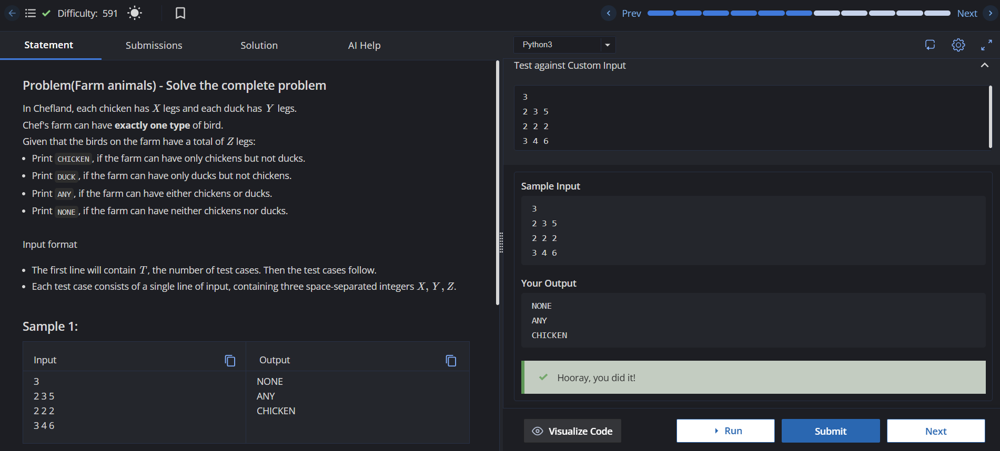 Difficulty: 591
Prev
Next
Statement
Submissions
Solution
AI Help
Problem(Farm animals) - Solve the complete problem
In Chefland, each chicken has X legs and each duck has Y legs.
Chef's farm can have exactly one type of bird.
Given that the birds on the farm have a total of Z legs:
• Print CHICKEN, if the farm can have only chickens but not ducks.
• Print DUCK, if the farm can have only ducks but not chickens.
• Print ANY, if the farm can have either chickens or ducks.
• Print NONE, if the farm can have neither chickens nor ducks.
Input format
• The first line will contain T, the number of test cases. Then the test cases follow.
• Each test case consists of a single line of input, containing three space-separated integers X, Y, Z.
Sample 1:
Input
3
2 3 5
2 2 2
3 4 6
Output
NONE
ANY
CHICKEN
Python3
Test against Custom Input
3
2 3 5
2 2 2
3 4 6
Sample Input
3
2 3 5
2 2 2
3 4 6
Your Output
NONE
ANY
CHICKEN
Hooray, you did it!
Visualize Code
Run
Submit
Next